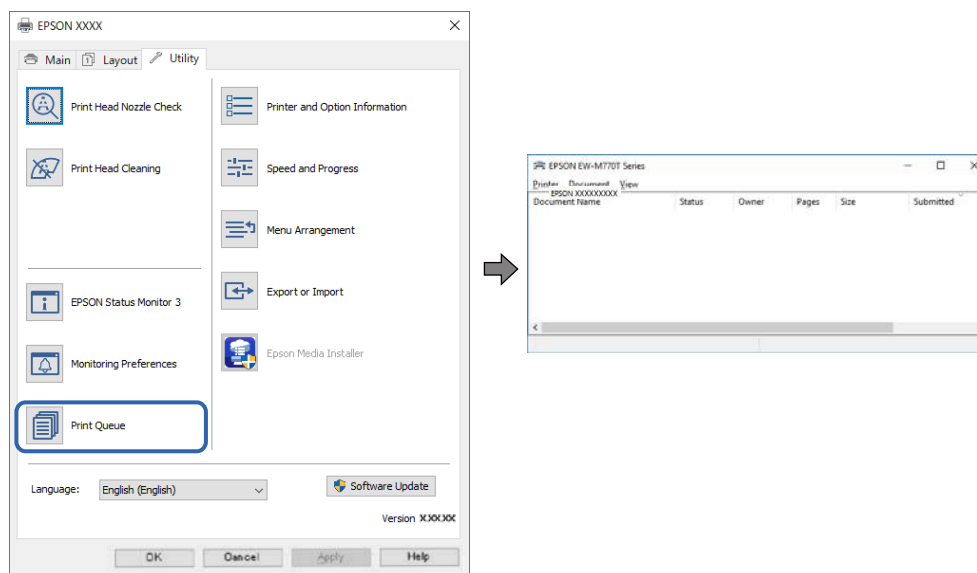 EPSON XXXX
Main
Layout
Utility
Print Head Nozzle Check
Print Head Cleaning
EPSON Status Monitor 3
Monitoring Preferences
Print Queue
Printer and Option Information
Speed and Progress
Menu Arrangement
Export or Import
Epson Media Installer
Language: English (English)
Software Update
Version X.XX.XX
OK Cancel Apply Help
EPSON EW-M770T Series
Printer Document View
EPSON XXXXXXXXX
Document Name Status Owner Pages Size Submitted